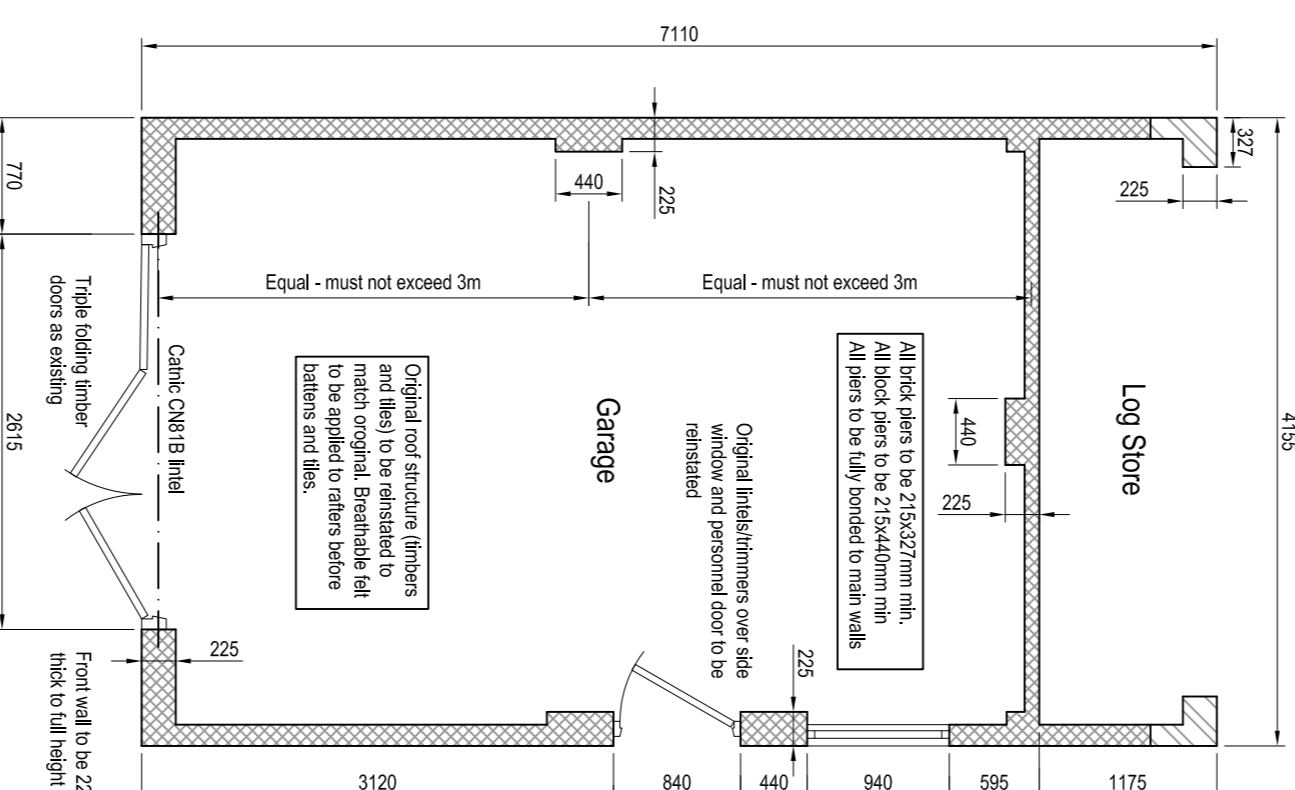 7110
4155
327
225
770
440
225
Equal - must not exceed 3m
Equal - must not exceed 3m
Triple folding timber
doors as existing
Catnic CN81B lintel
2615
Original roof structure (timbers
and tiles) to be reinstated to
match oroginal. Breathable felt
to be applied to rafters before
battens and tiles.
Garage
Original lintels/trimmers over side
window and personnel door to be
reinstated
All brick piers to be 215x327mm min.
All block piers to be 215x440mm min
All piers to be fully bonded to main walls
440
225
Log Store
225
225
Front wall to be 22
thick to full height
3120
840
440
940
595
1175